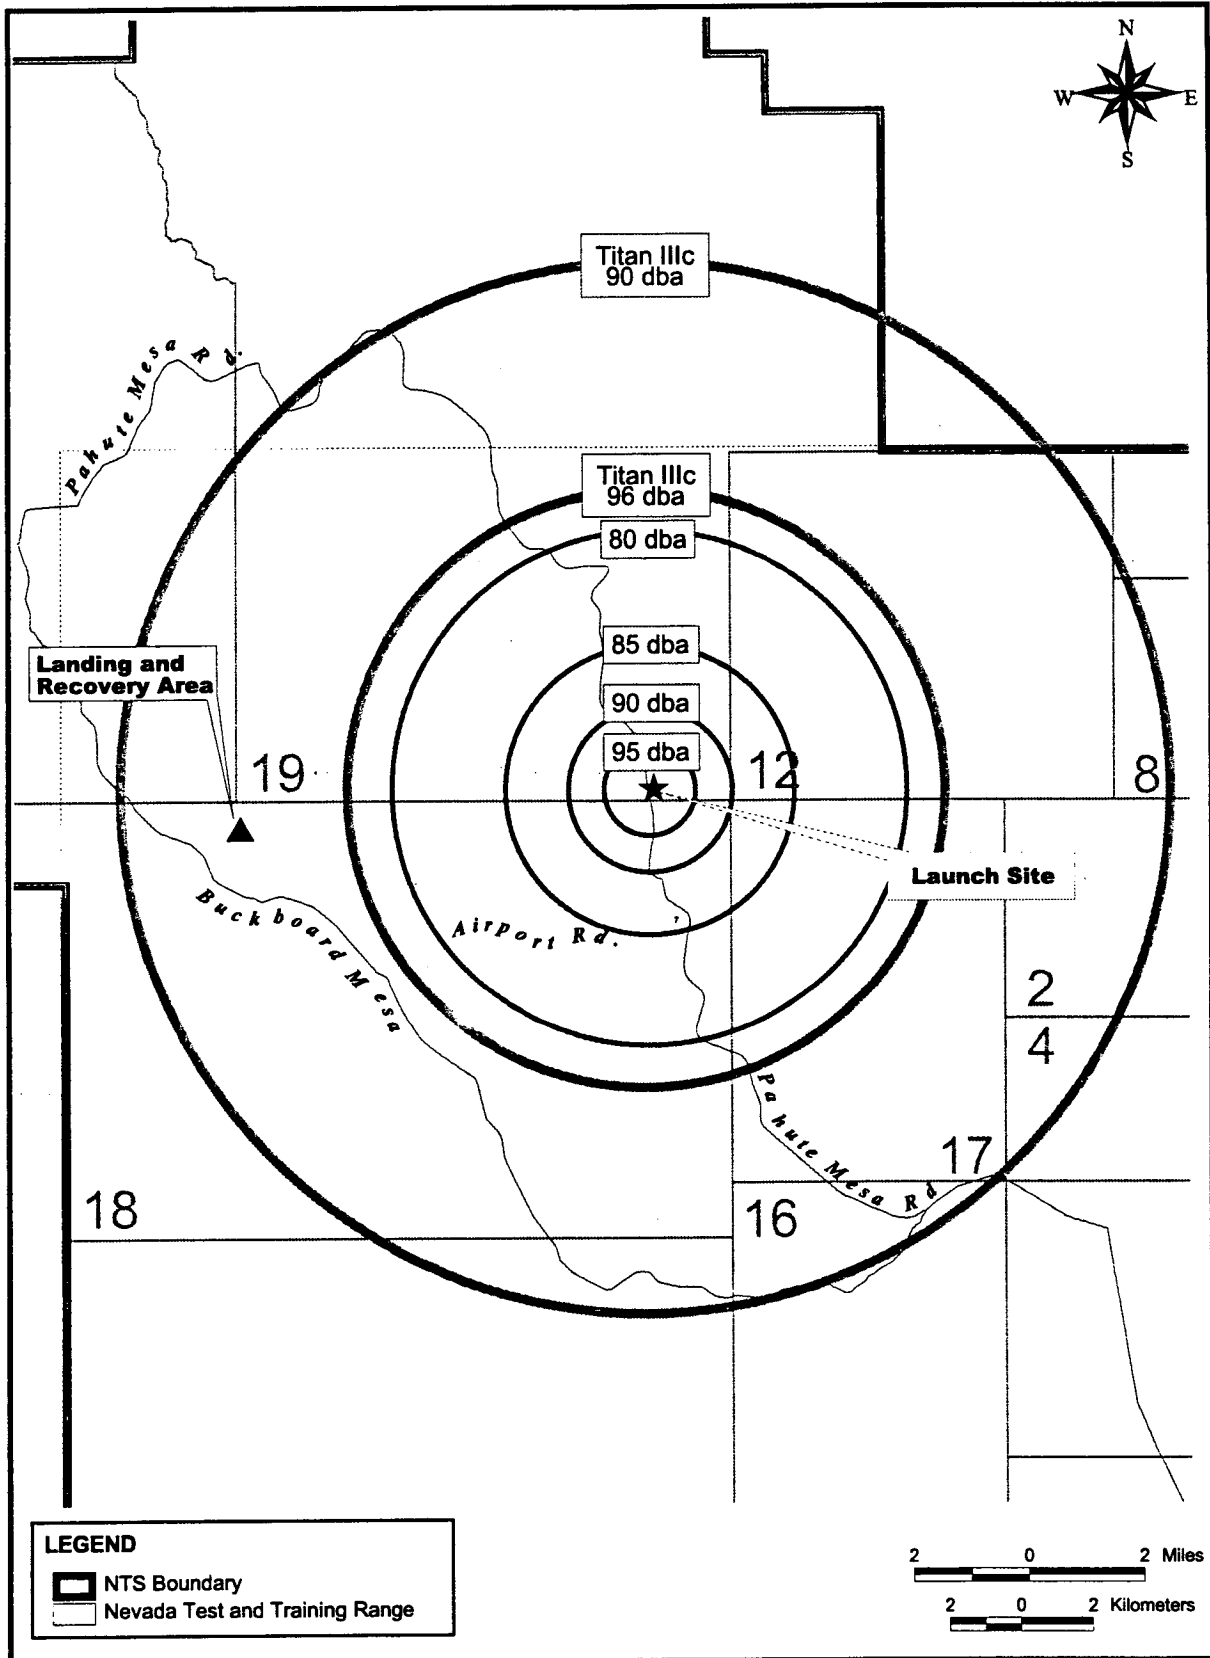 N
W E
S
Titan IIIc
90 dba
Pahute Mesa Rd.
Titan IIIc
96 dba
80 dba
85 dba
Landing and
Recovery Area
90 dba
95 dba
19
12
8
Launch Site
Buckboard Mesa
Airport Rd.
2
4
Pahute Mesa Rd
17
18
16
LEGEND
NTS Boundary
Nevada Test and Training Range
2 0 2 Miles
2 0 2 Kilometers